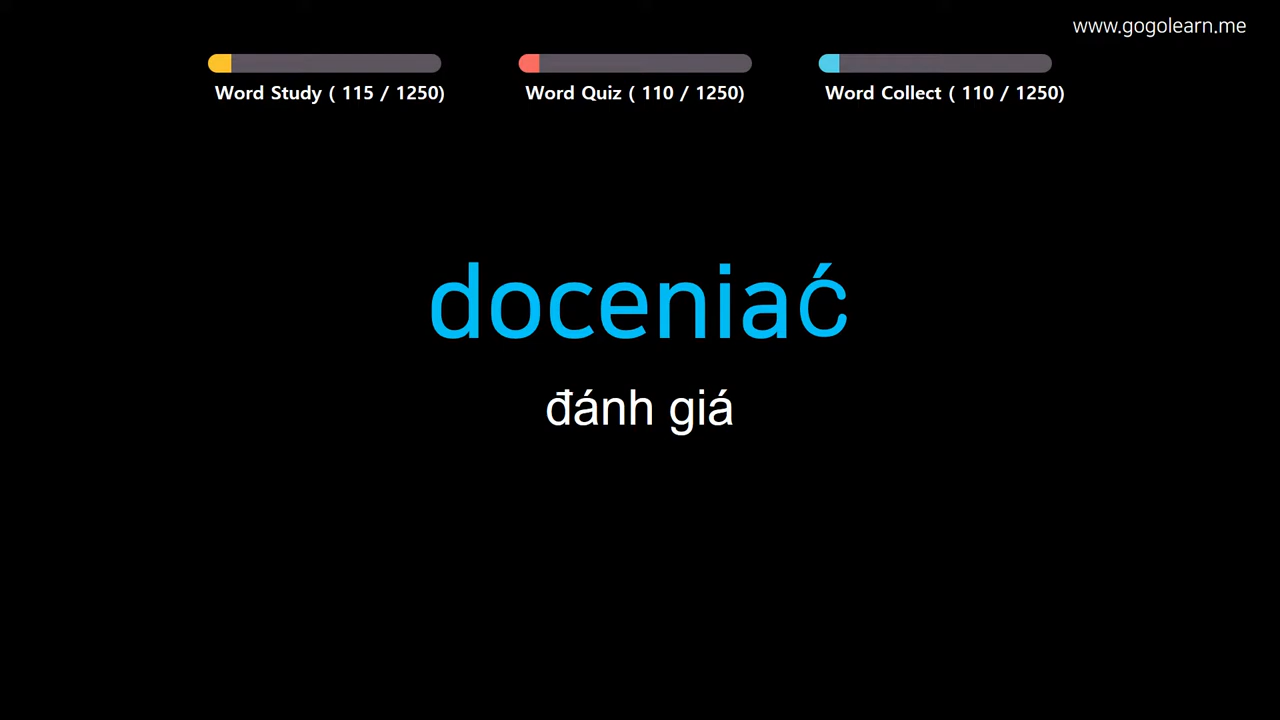 www.gogolearn.me
Word Study ( 115 / 1250)
Word Quiz ( 110 / 1250)
Word Collect ( 110 / 1250)
doceniać
đánh giá